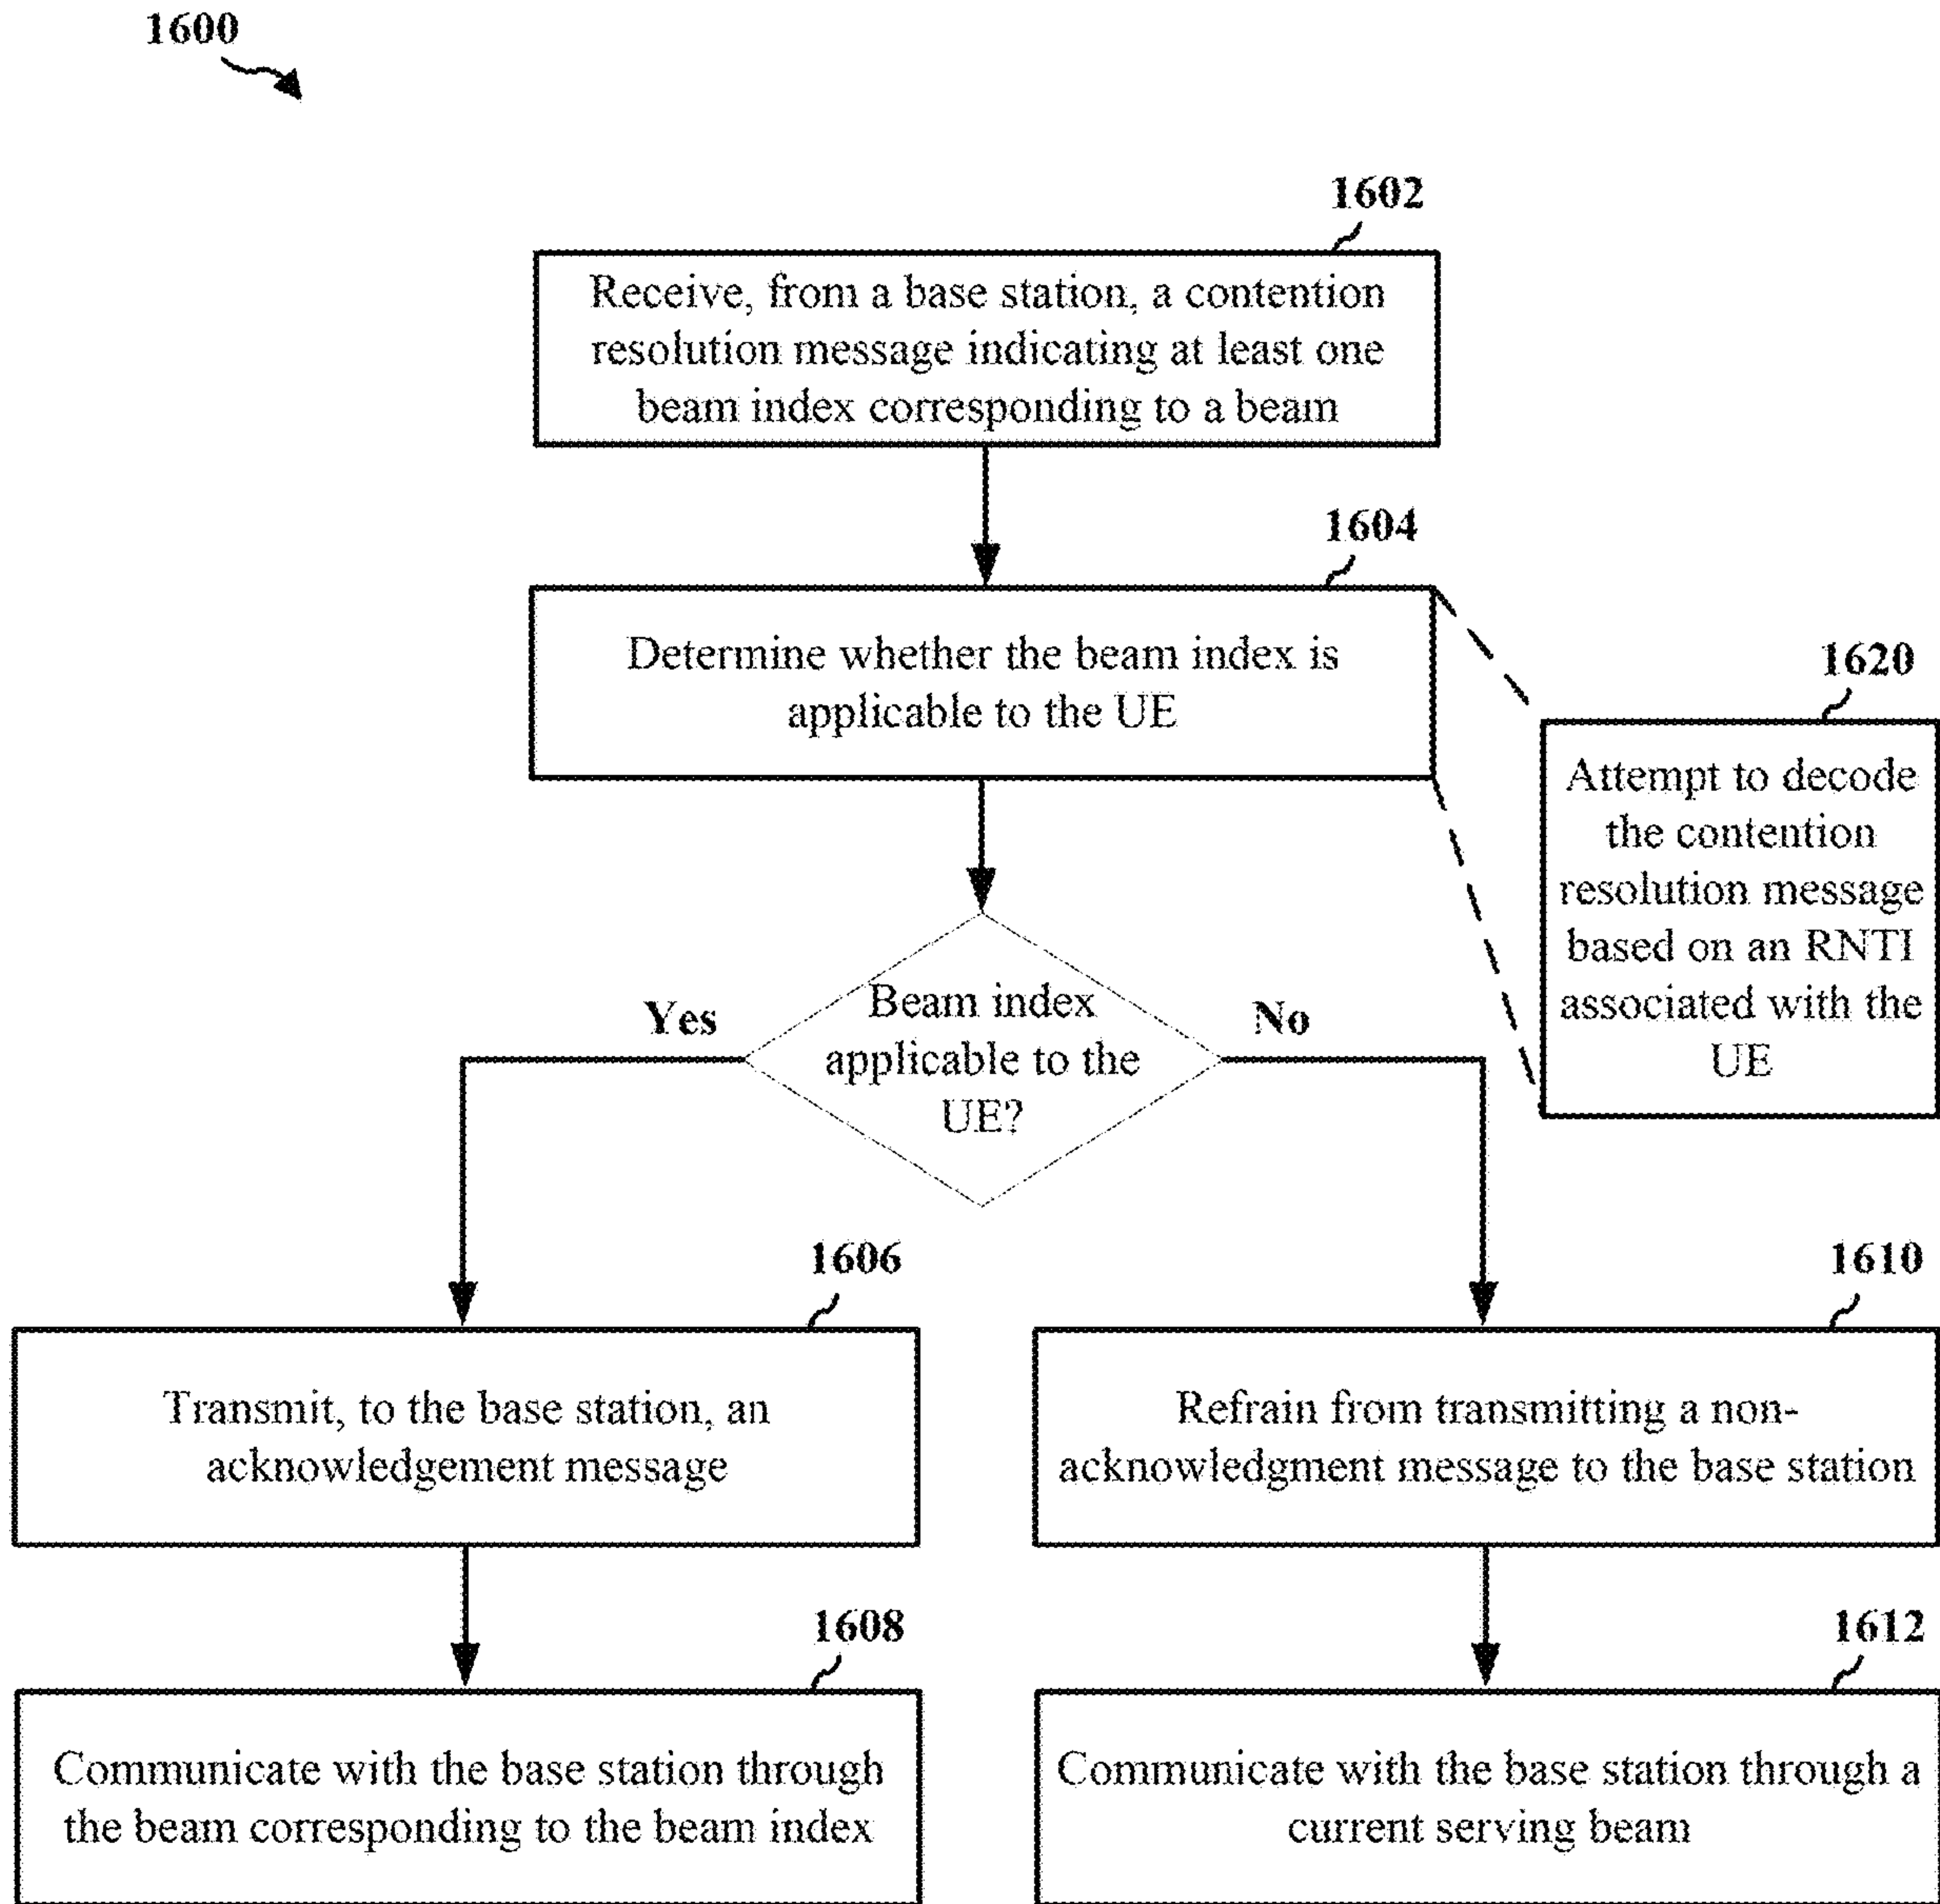 1600
1602
Receive, from a base station, a contention
resolution message indicating at least one
beam index corresponding to a beam
1604
Determine whether the beam index is
applicable to the UE
1620
Attempt to decode
the contention
resolution message
based on an RNTI
associated with the
UE
Yes
Beam index
applicable to the
UE?
No
1606
Transmit, to the base station, an
acknowledgement message
1610
Refrain from transmitting a non-
acknowledgment message to the base station
1608
Communicate with the base station through
the beam corresponding to the beam index
1612
Communicate with the base station through a
current serving beam